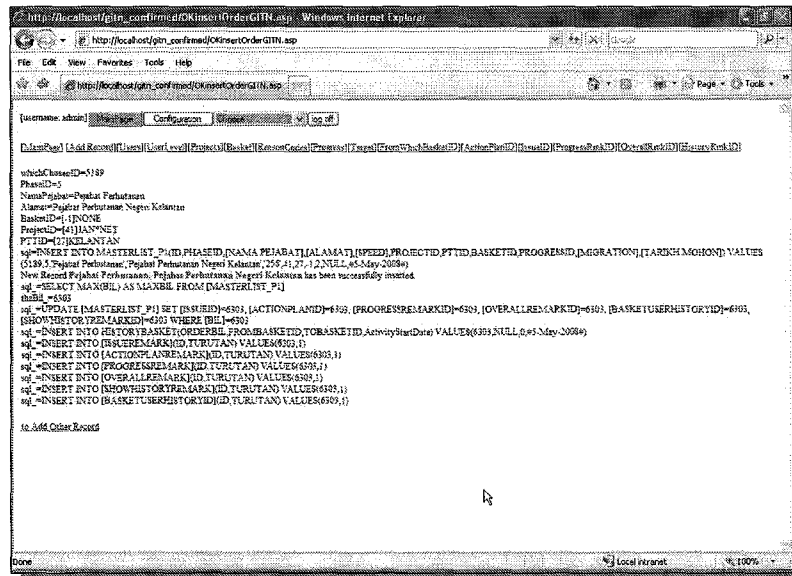 http://localhost/gitn_confirmed/OKinsertOrderGITN.asp - Windows Internet Explorer
http://localhost/gitn_confirmed/OKinsertOrderGITN.asp
File Edit View Favorites Tools Help
http://localhost/gitn_confirmed/OKinsertOrderGITN.asp
Page Tools
[username: admin] Configuration log off
[MainPage] [Add Record][Users][UserLevel][Projects][Basket][ReasonCodes][Progress][Target][FromWhichBasketID][ActionPlanID][IssueID][ProgressRmkID][OverallRmkID][HistoryRmkID]
whichChosenID=5189
PhaseID=5
NamaPejabat=Pejabat Perhutanan
Alamat=Pejabat Perhutanan Negeri Kelantan
BasketID=[-1]NONE
ProjectID=[41]JAN*NET
PTTID=[27]KELANTAN
sql=INSERT INTO MASTERLIST_P1(ID,PHASEID,[NAMA PEJABAT],[ALAMAT],[SPEED],PROJECTID,PTTID,BASKETID,PROGRESSID,[MIGRATION],[TARIKH MOHON]) VALUES
(5189,5,'Pejabat Perhutanan','Pejabat Perhutanan Negeri Kelantan','256',41,27,-1,2,NULL,#5-May-2008#)
New Record Pejabat Perhutanan, Pejabat Perhutanan Negeri Kelantan has been successfully inserted.
sql_=SELECT MAX(BIL) AS MAXBIL FROM [MASTERLIST_P1]
theBil_=6303
sql_=UPDATE [MASTERLIST_P1] SET [ISSUEID]=6303, [ACTIONPLANID]=6303, [PROGRESSREMARKID]=6303, [OVERALLREMARKID]=6303, [BASKETUSERHISTORYID]=6303,
[SHOWHISTORYREMARKID]=6303 WHERE [BIL]=6303
sql_=INSERT INTO HISTORYBASKET(ORDERBIL,FROMBASKETID,TOBASKETID,ActivityStartDate) VALUES(6303,NULL,0,#5-May-2008#)
sql_=INSERT INTO [ISSUEREMARK](ID,TURUTAN) VALUES(6303,1)
sql_=INSERT INTO [ACTIONPLANREMARK](ID,TURUTAN) VALUES(6303,1)
sql_=INSERT INTO [PROGRESSREMARK](ID,TURUTAN) VALUES(6303,1)
sql_=INSERT INTO [OVERALLREMARK](ID,TURUTAN) VALUES(6303,1)
sql_=INSERT INTO [SHOWHISTORYREMARK](ID,TURUTAN) VALUES(6303,1)
sql_=INSERT INTO [BASKETUSERHISTORYID](ID,TURUTAN) VALUES(6303,1)
to Add Other Record
Done Local intranet 100%